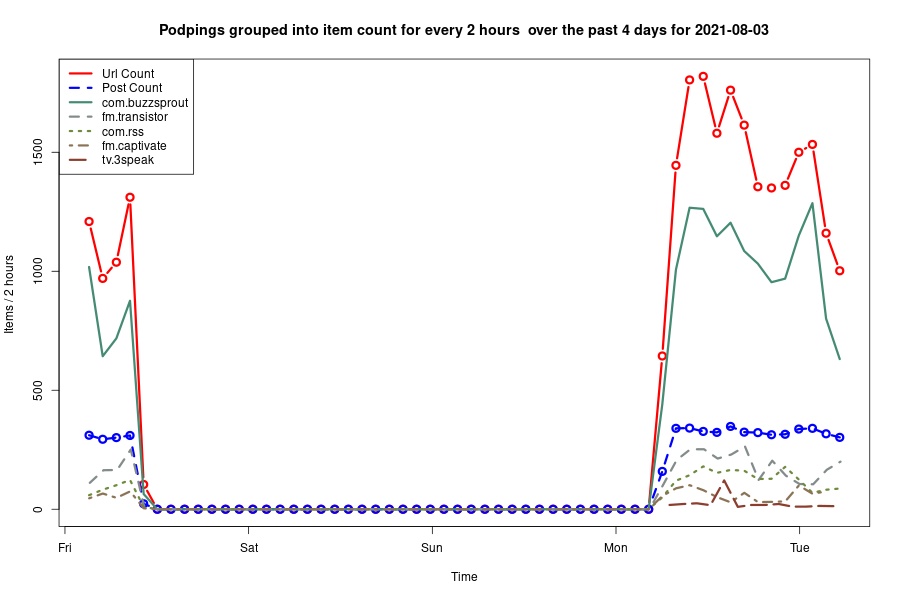 Podpings grouped into item count for every 2 hours  over the past 4 days for 2021-08-03
Url Count
Post Count
com.buzzsprout
fm.transistor
com.rss
fm.captivate
tv.3speak
Items / 2 hours
1500
1000
500
0
Fri
Sat
Sun
Mon
Tue
Time